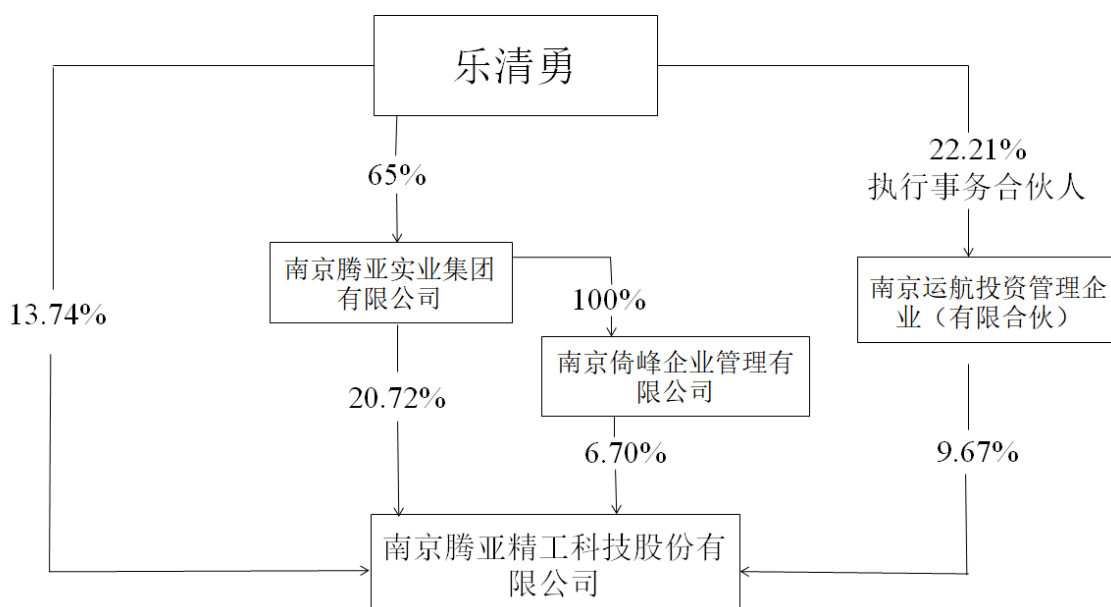 乐清勇
65%
22.21%
执行事务合伙人
南京腾亚实业集团
有限公司
南京运航投资管理企
业（有限合伙）
13.74%
100%
南京倚峰企业管理有
限公司
20.72%
6.70%
9.67%
南京腾亚精工科技股份有
限公司